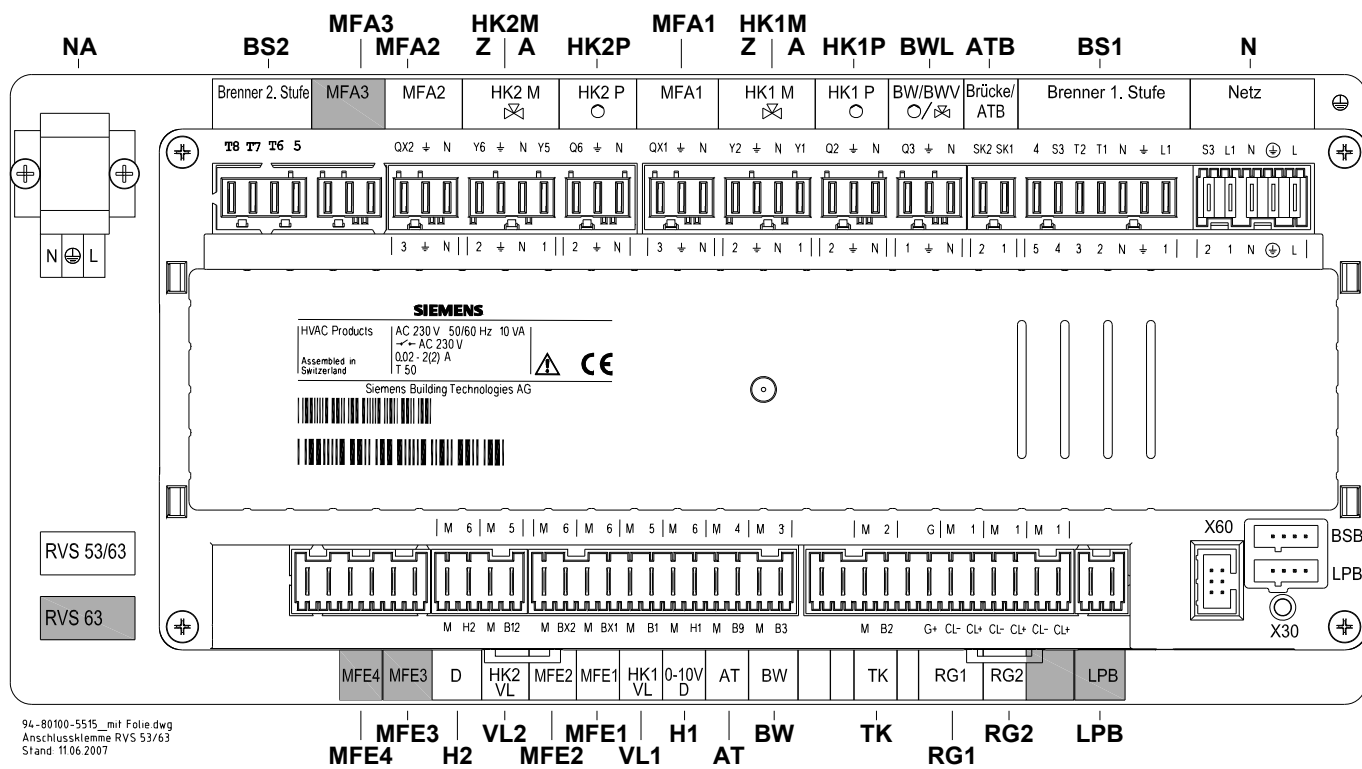 MFA3 HK2M MFA1 HK1M
NA BS2 MFA2 Z A HK2P Z A HK1P BWL ATB BS1 N
Brenner 2. Stufe MFA3 MFA2 HK2 M HK2 P MFA1 HK1 M HK1 P BW/BWV Brücke/ATB Brenner 1. Stufe Netz
T8 T7 T6 5 QX2 N Y6 N Y5 Q6 N QX1 N Y2 N Y1 Q2 N Q3 N SK2 SK1 4 S3 T2 T1 N L1 S3 L1 N L
N L
3 N 2 N 1 2 N 3 N 2 N 1 2 N 1 N 2 1 5 4 3 2 N 1 2 1 N L
SIEMENS
HVAC Products AC 230 V 50/60 Hz 10 VA
AC 230 V
0.02 - 2(2) A
Assembled in
Switzerland T 50
CE
Siemens Building Technologies AG
RVS 53/63
RVS 63
M 6 M 5 M 6 M 6 M 5 M 6 M 4 M 3 M 2 G M 1 M 1 M 1
X60
BSB
LPB
X30
M H2 M B12 M BX2 M BX1 M B1 M H1 M B9 M B3 M B2 G+ CL- CL+ CL- CL+ CL- CL+
MFE4 MFE3 D HK2 VL MFE2 MFE1 HK1 VL 0-10V D AT BW TK RG1 RG2 LPB
MFE3 VL2 MFE1 H1 BW TK RG2 LPB
MFE4 H2 MFE2 VL1 AT RG1
94-80100-5515_mit Folie.dwg
Anschlussklemme RVS 53/63
Stand: 11.06.2007